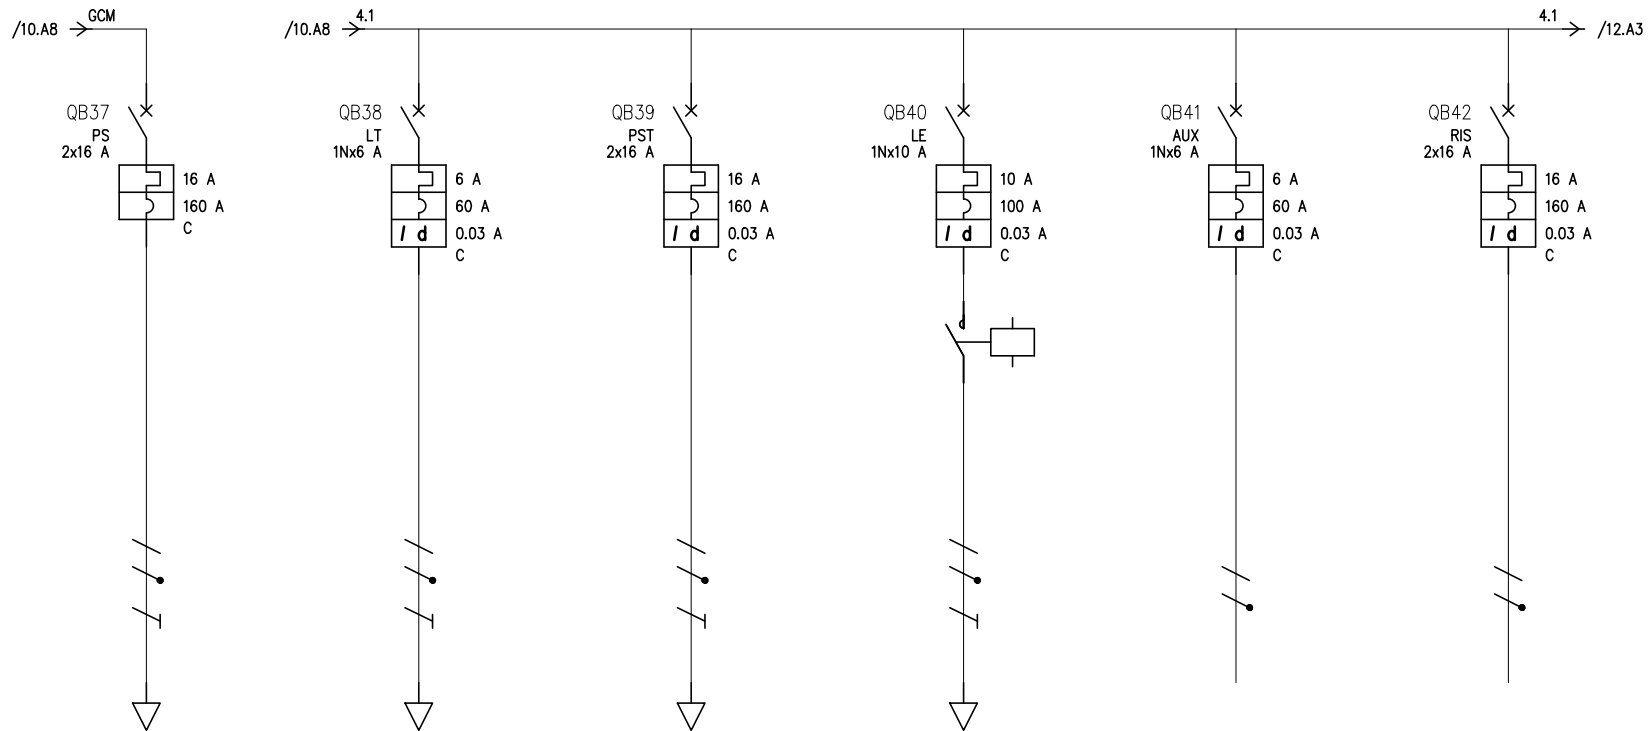 /10.A8 GCM
/10.A8 4.1
4.1 /12.A3
QB37
PS
2x16 A
16 A
160 A
C
QB38
LT
1Nx6 A
6 A
60 A
I d 0.03 A
C
QB39
PST
2x16 A
16 A
160 A
I d 0.03 A
C
QB40
LE
1Nx10 A
10 A
100 A
I d 0.03 A
C
QB41
AUX
1Nx6 A
6 A
60 A
I d 0.03 A
C
QB42
RIS
2x16 A
16 A
160 A
I d 0.03 A
C